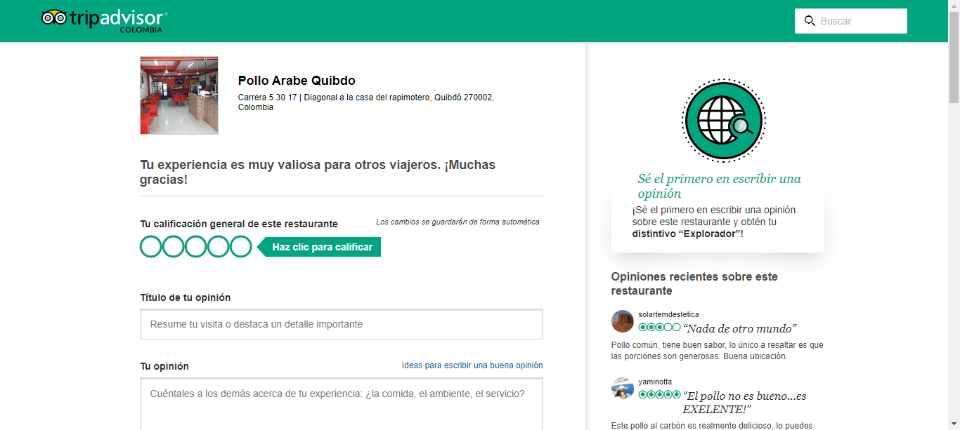 tripadvisor
COLOMBIA
Buscar
Pollo Arabe Quibdo
Carrera 5 30 17 | Diagonal a la casa del rapimotero, Quibdó 270002,
Colombia
Tu experiencia es muy valiosa para otros viajeros. ¡Muchas
gracias!
Tu calificación general de este restaurante
Los cambios se guardarán de forma automática
Haz clic para calificar
Título de tu opinión
Resume tu visita o destaca un detalle importante
Tu opinión
Ideas para escribir una buena opinión
Cuéntales a los demás acerca de tu experiencia: ¿la comida, el ambiente, el servicio?
Sé el primero en escribir una
opinión
¡Sé el primero en escribir una opinión
sobre este restaurante y obtén tu
distintivo “Explorador”!
Opiniones recientes sobre este
restaurante
solartemdestetica
“Nada de otro mundo”
Pollo común, tiene buen sabor, lo único a resaltar es que
las porciones son generosas. Buena ubicación.
yaminotta
“El pollo no es bueno...es
EXELENTE!”
Este pollo al carbón es realmente delicioso, lo puedes